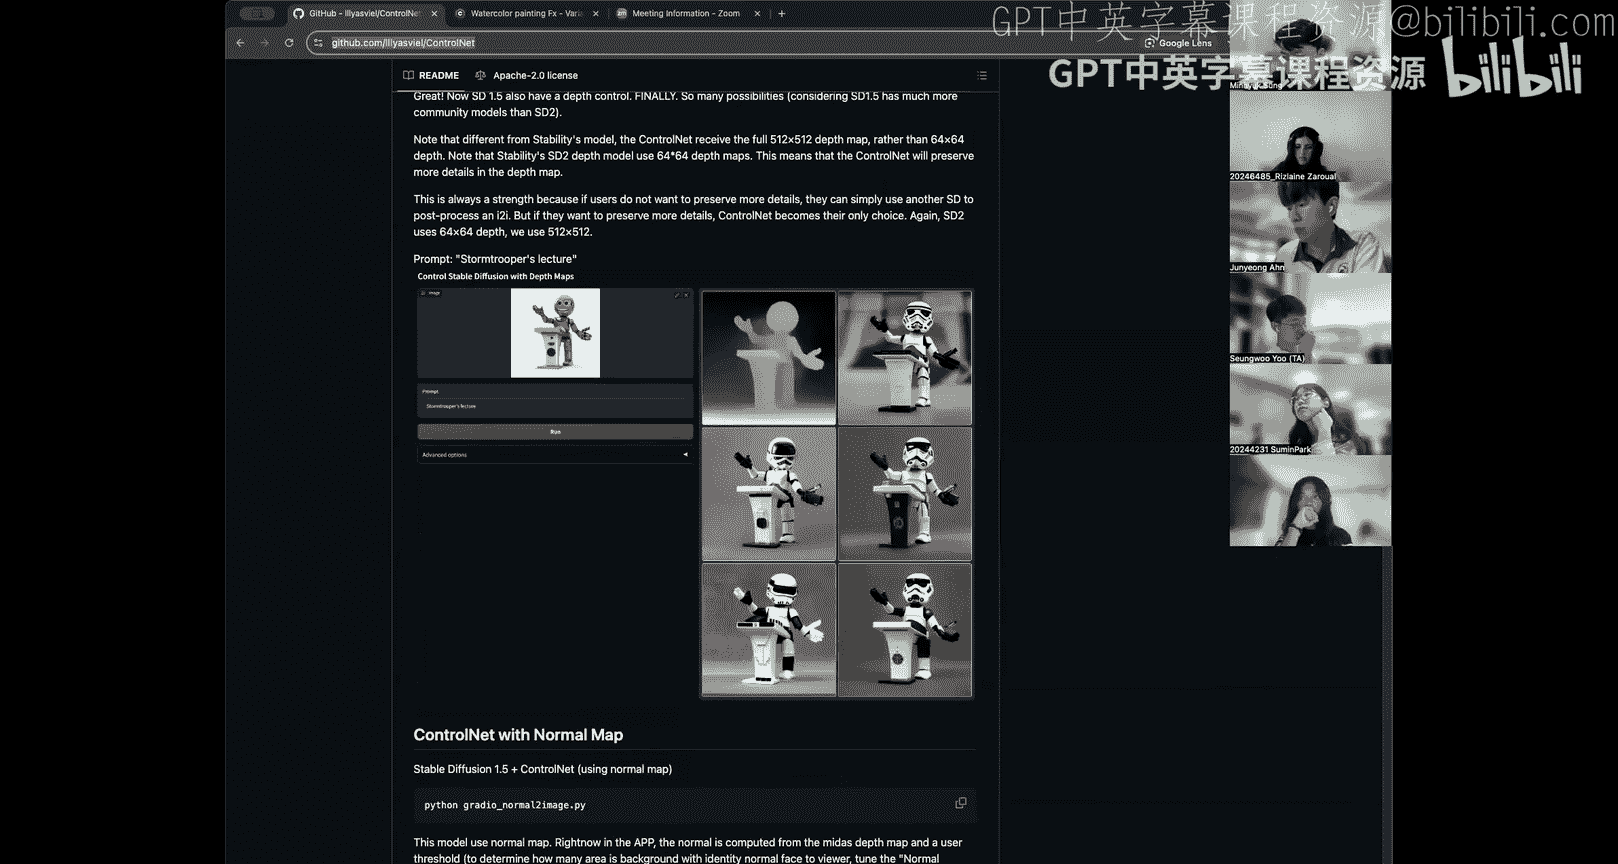 GPT中英字幕课程资源@bilibili.com
GPT中英字幕课程资源 bilibili
GitHub - lllyasviel/ControlNet
Watercolor painting Fx - Vari
Meeting Information - Zoom
github.com/lllyasviel/ControlNet
Google Lens
README
Apache-2.0 license
Great! Now SD 1.5 also have a depth control. FINALLY. So many possibilities (considering SD1.5 has much more
community models than SD2).
Note that different from Stability's model, the ControlNet receive the full 512×512 depth map, rather than 64×64
depth. Note that Stability's SD2 depth model use 64*64 depth maps. This means that the ControlNet will preserve
more details in the depth map.
This is always a strength because if users do not want to preserve more details, they can simply use another SD to
post-process an i2i. But if they want to preserve more details, ControlNet becomes their only choice. Again, SD2
uses 64×64 depth, we use 512×512.
Prompt: "Stormtrooper's lecture"
Control Stable Diffusion with Depth Maps
Image
Prompt
Stormtrooper's lecture
Run
Advanced options
ControlNet with Normal Map
Stable Diffusion 1.5 + ControlNet (using normal map)
python gradio_normal2image.py
This model use normal map. Rightnow in the APP, the normal is computed from the midas depth map and a user
threshold (to determine how many area is background with identity normal face to viewer, tune the "Normal
20246485_Rizlaine Zaroual
Junyeong Ahn
Seungwoo Yoo (TA)
20244231 SuminPark